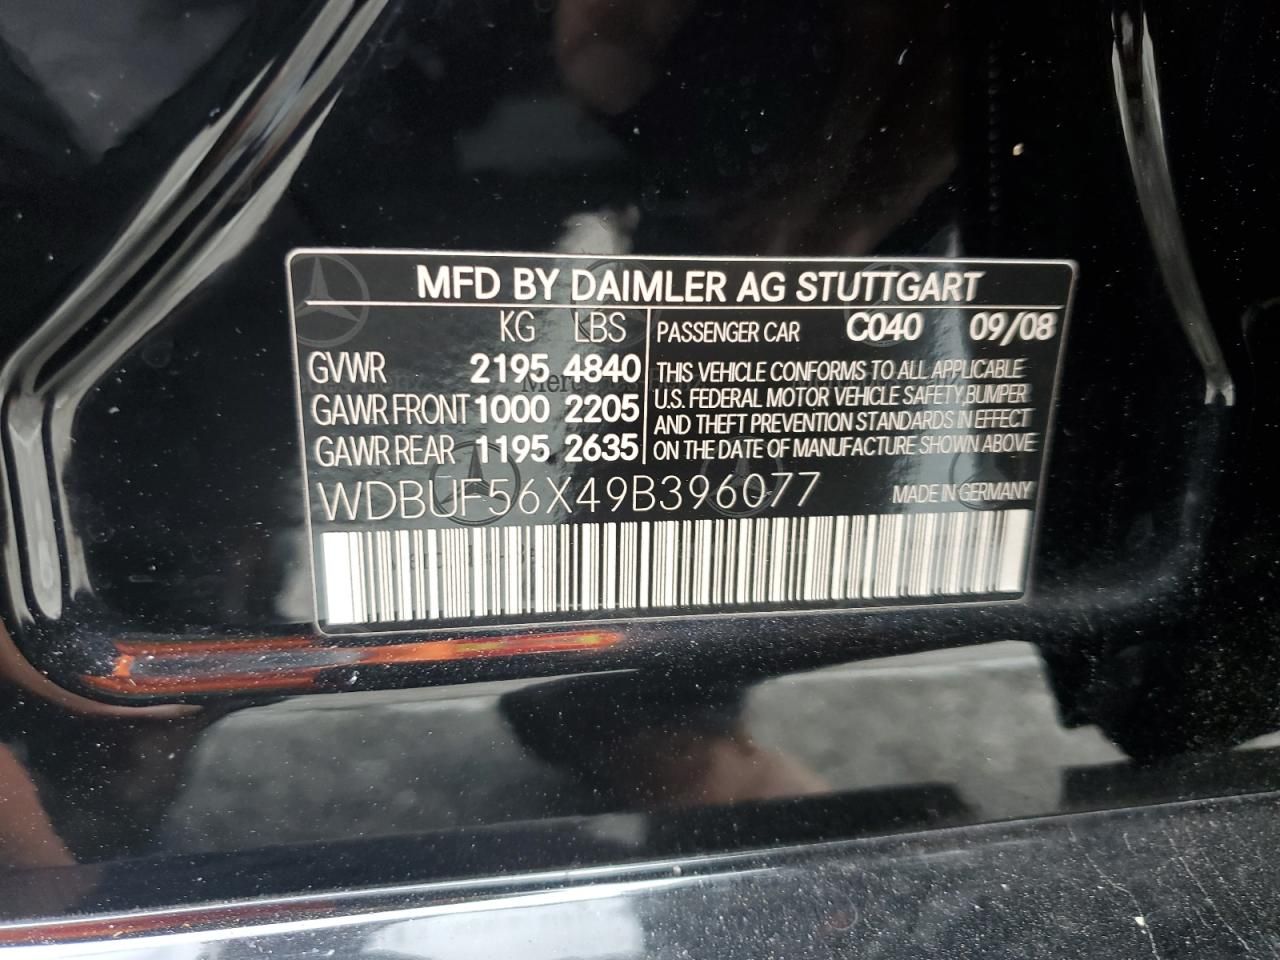 MFD BY DAIMLER AG STUTTGART
KG LBS
GVWR 2195 4840
GAWR FRONT 1000 2205
GAWR REAR 1195 2635
PASSENGER CAR C040 09/08
THIS VEHICLE CONFORMS TO ALL APPLICABLE
U.S. FEDERAL MOTOR VEHICLE SAFETY, BUMPER
AND THEFT PREVENTION STANDARDS IN EFFECT
ON THE DATE OF MANUFACTURE SHOWN ABOVE
WDBUF56X49B396077 MADE IN GERMANY